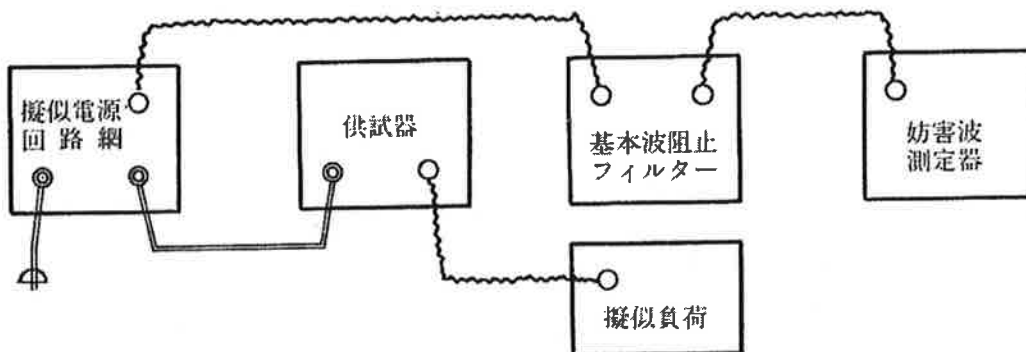 擬似電源
回路網
供試器
基本波阻止
フィルター
妨害波
測定器
擬似負荷